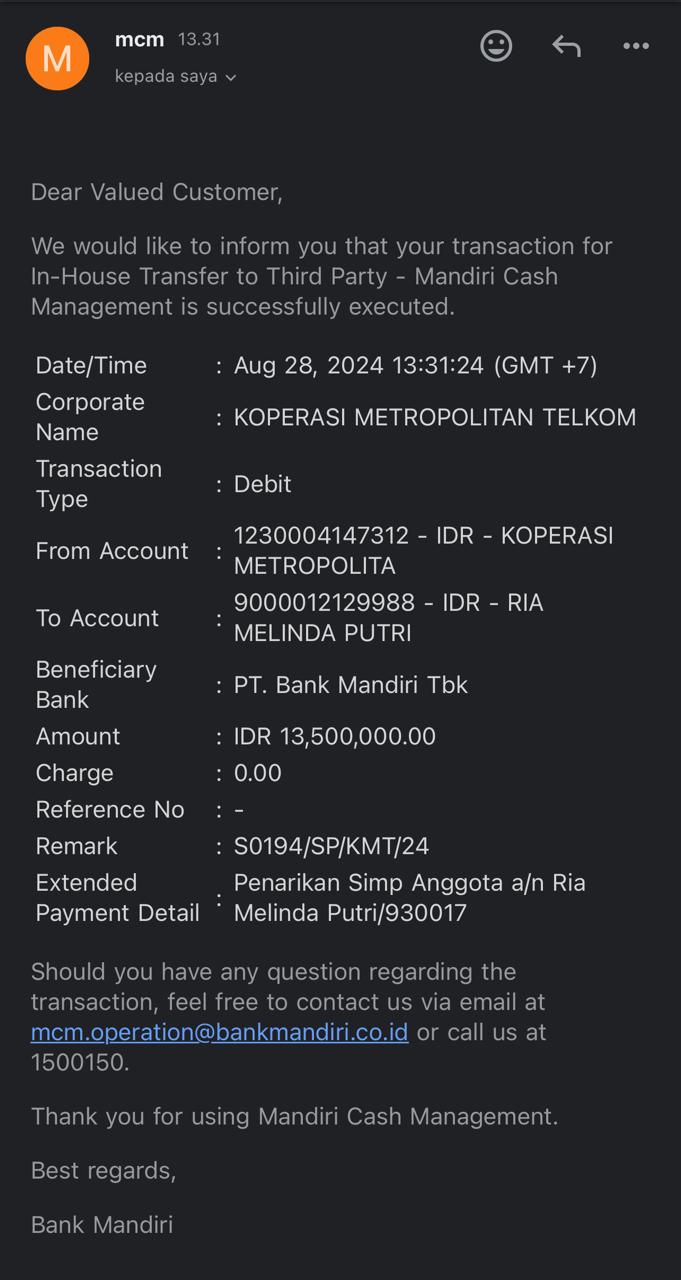 M
mcm 13.31
kepada saya
Dear Valued Customer,
We would like to inform you that your transaction for
In-House Transfer to Third Party - Mandiri Cash
Management is successfully executed.
Date/Time : Aug 28, 2024 13:31:24 (GMT +7)
Corporate
Name : KOPERASI METROPOLITAN TELKOM
Transaction
Type : Debit
From Account : 1230004147312 - IDR - KOPERASI
METROPOLITA
To Account : 9000012129988 - IDR - RIA
MELINDA PUTRI
Beneficiary
Bank : PT. Bank Mandiri Tbk
Amount : IDR 13,500,000.00
Charge : 0.00
Reference No : -
Remark : S0194/SP/KMT/24
Extended
Payment Detail : Penarikan Simp Anggota a/n Ria
Melinda Putri/930017
Should you have any question regarding the
transaction, feel free to contact us via email at
mcm.operation@bankmandiri.co.id or call us at
1500150.
Thank you for using Mandiri Cash Management.
Best regards,
Bank Mandiri